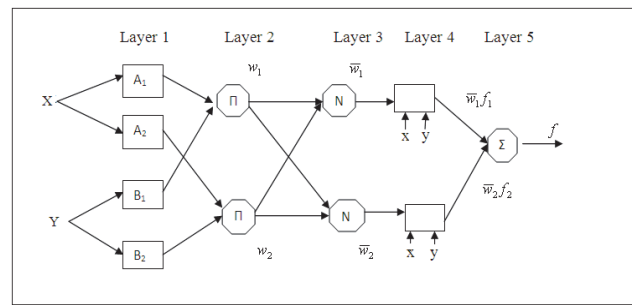 Layer 1 Layer 2 Layer 3 Layer 4 Layer 5
w₁ w̅₁
A₁
X Π N w̅₁f₁
A₂ x y f
Σ
B₁ w̅₂f₂
Y Π N
B₂ w₂ w̅₂ x y